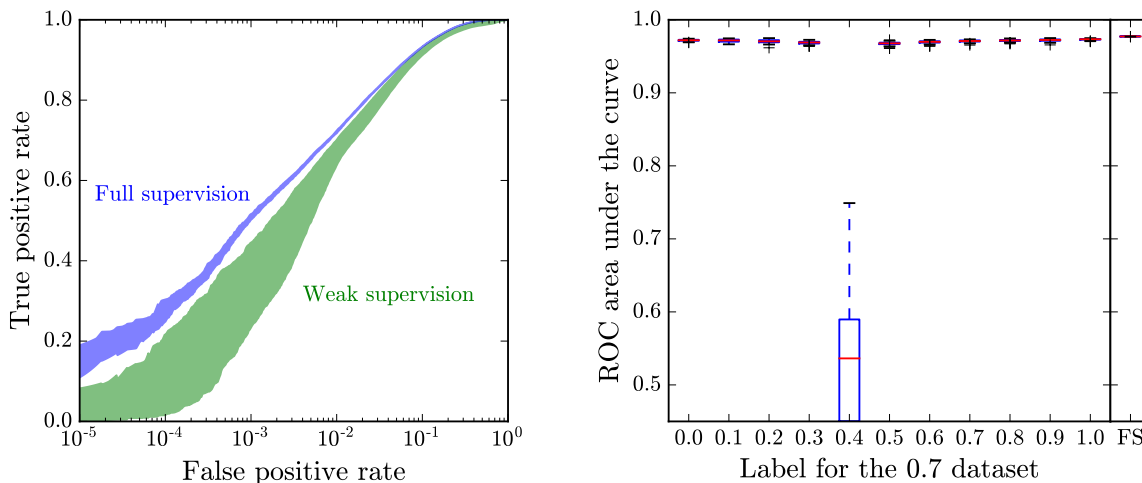 True positive rate
1.0
0.8
0.6
0.4
0.2
0.0
Full supervision
Weak supervision
10^-5
10^-4
10^-3
10^-2
10^-1
10^0
False positive rate
ROC area under the curve
1.0
0.9
0.8
0.7
0.6
0.5
0.0 0.1 0.2 0.3 0.4 0.5 0.6 0.7 0.8 0.9 1.0 FS
Label for the 0.7 dataset